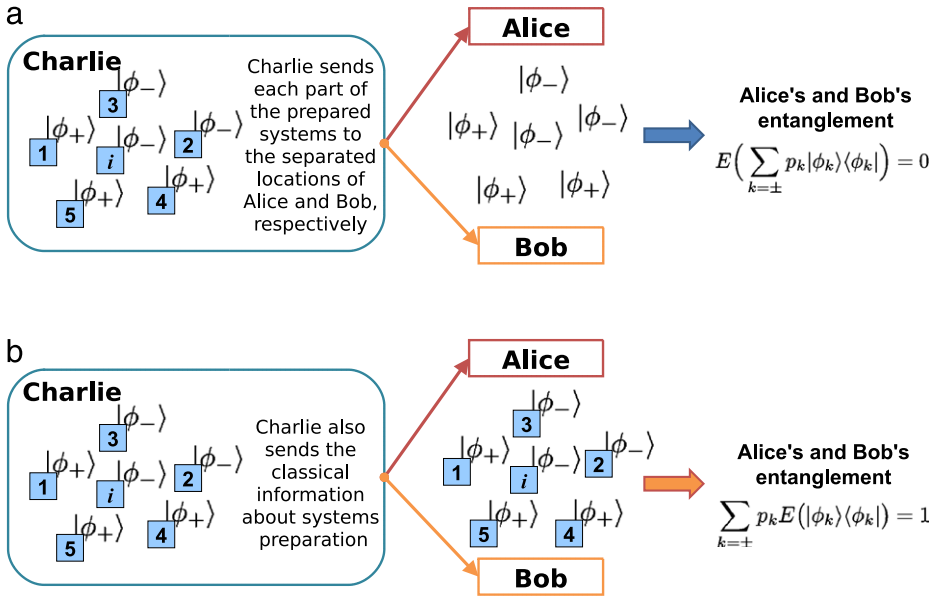 a
Charlie
|ϕ₋⟩
3
|ϕ₊⟩
1
|ϕ₋⟩
i
|ϕ₋⟩
2
|ϕ₊⟩
5
|ϕ₊⟩
4
Charlie sends
each part of
the prepared
systems to
the separated
locations of
Alice and Bob,
respectively
Alice
|ϕ₋⟩
|ϕ₊⟩ |ϕ₋⟩ |ϕ₋⟩
|ϕ₊⟩ |ϕ₊⟩
Bob
Alice's and Bob's
entanglement
E(∑ₖ₌± pₖ|ϕₖ⟩⟨ϕₖ|) = 0
b
Charlie
|ϕ₋⟩
3
|ϕ₊⟩
1
|ϕ₋⟩
i
|ϕ₋⟩
2
|ϕ₊⟩
5
|ϕ₊⟩
4
Charlie also
sends the
classical
information
about systems
preparation
Alice
|ϕ₋⟩
3
|ϕ₊⟩
1
|ϕ₋⟩
i
|ϕ₋⟩
2
|ϕ₊⟩
5
|ϕ₊⟩
4
Bob
Alice's and Bob's
entanglement
∑ₖ₌± pₖE(|ϕₖ⟩⟨ϕₖ|) = 1